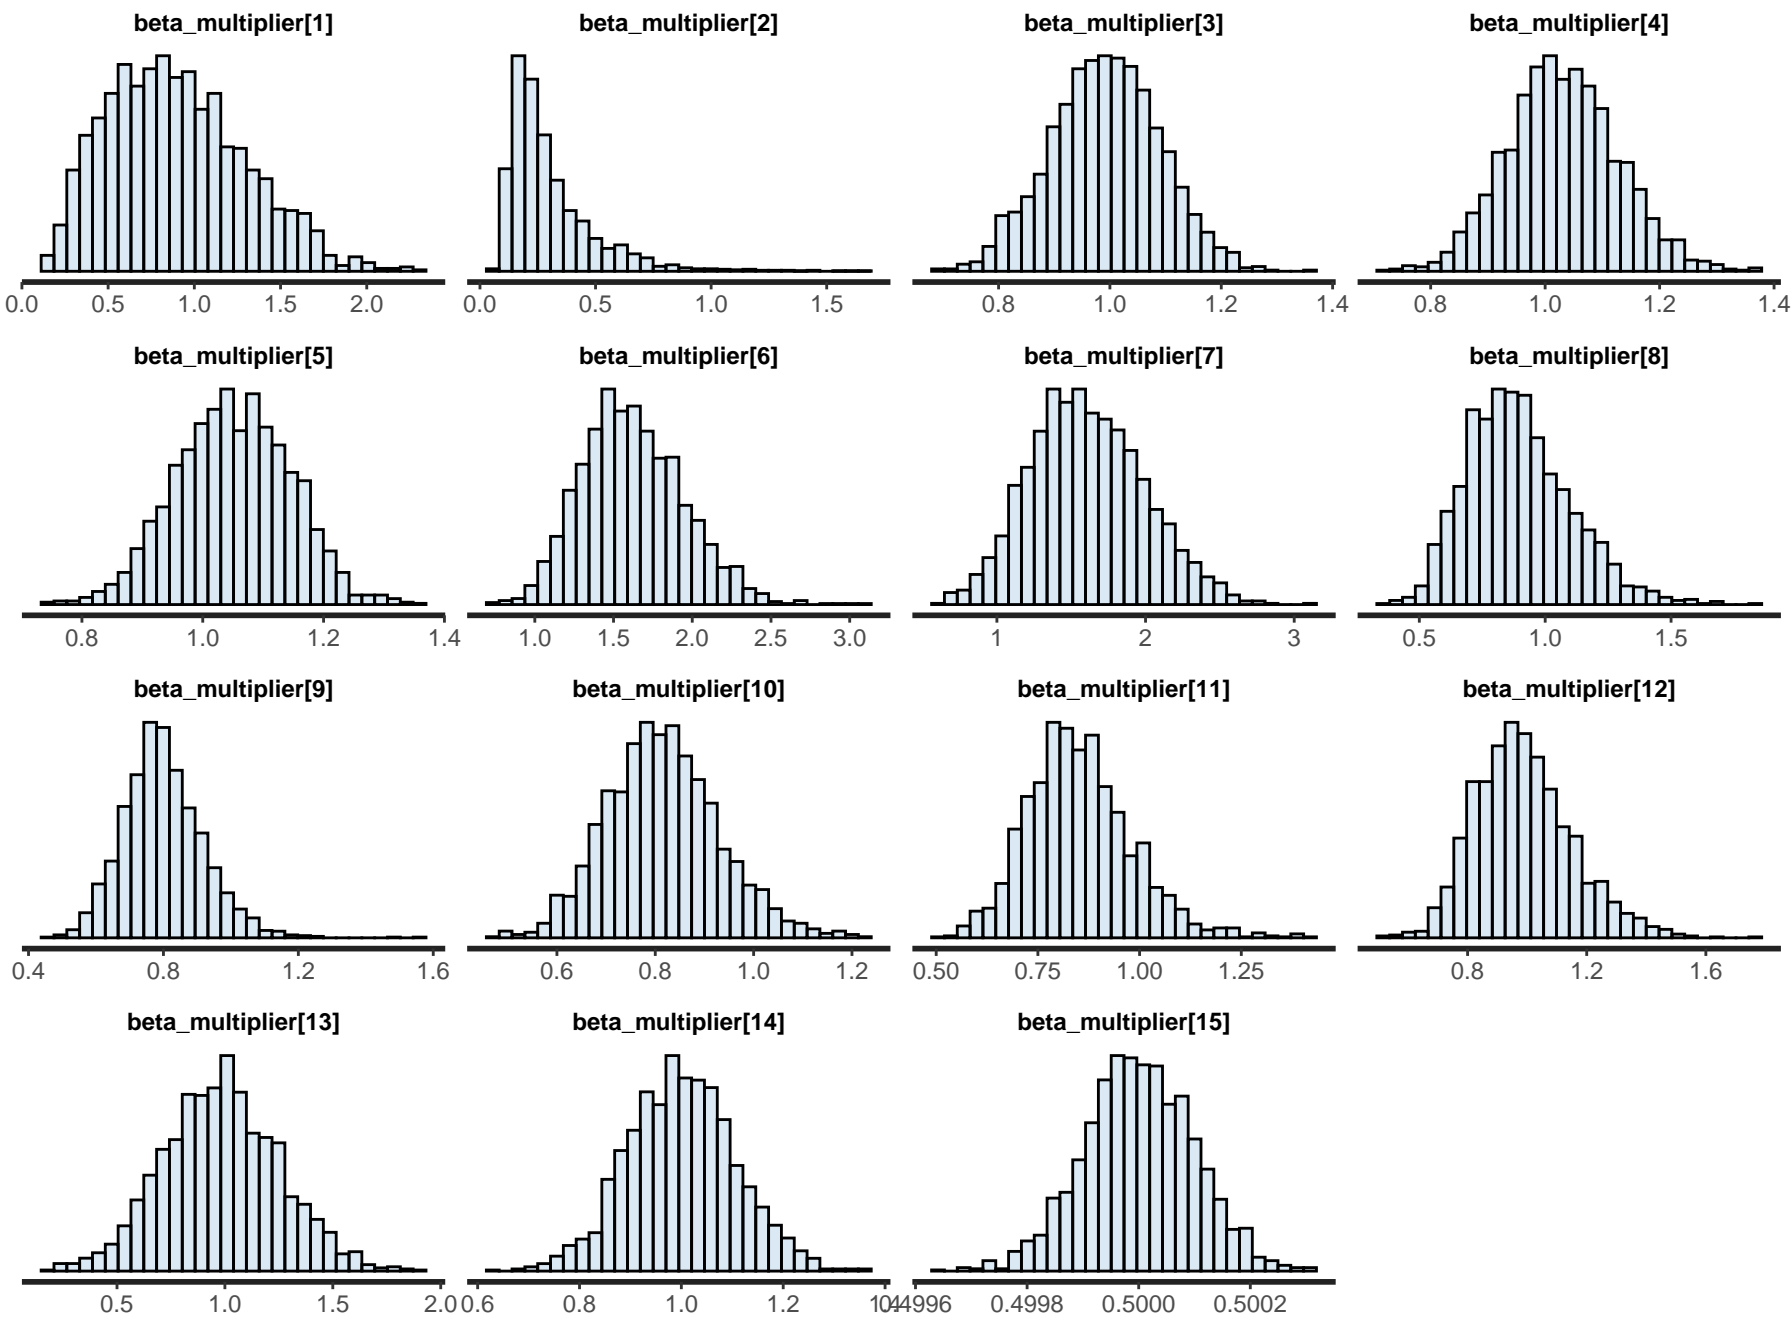 beta_multiplier[1] beta_multiplier[2] beta_multiplier[3] beta_multiplier[4]
0.0 0.5 1.0 1.5 2.0 0.0 0.5 1.0 1.5 0.8 1.0 1.2 1.4 0.8 1.0 1.2 1.4
beta_multiplier[5] beta_multiplier[6] beta_multiplier[7] beta_multiplier[8]
0.8 1.0 1.2 1.4 1.0 1.5 2.0 2.5 3.0 1 2 3 0.5 1.0 1.5
beta_multiplier[9] beta_multiplier[10] beta_multiplier[11] beta_multiplier[12]
0.4 0.8 1.2 1.6 0.6 0.8 1.0 1.2 0.50 0.75 1.00 1.25 0.8 1.2 1.6
beta_multiplier[13] beta_multiplier[14] beta_multiplier[15]
0.5 1.0 1.5 2.0 0.6 0.8 1.0 1.2 1.4 0.4996 0.4998 0.5000 0.5002